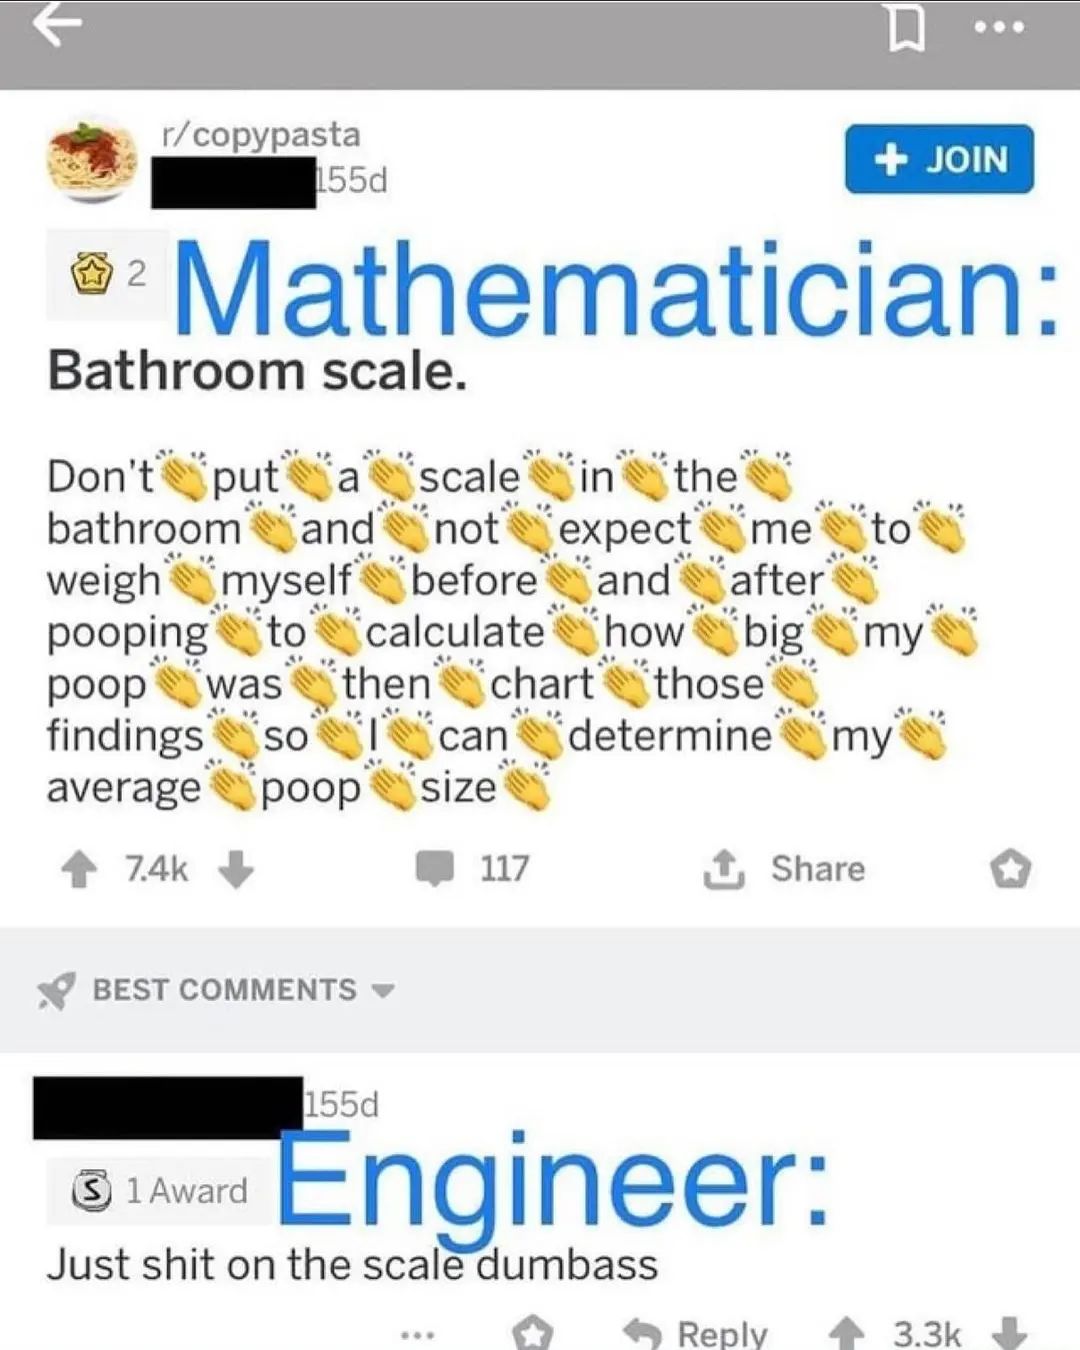 r/copypasta
155d
+ JOIN
2
Mathematician:
Bathroom scale.
Don't👏put👏a👏scale👏in👏the👏
bathroom👏and👏not👏expect👏me👏to👏
weigh👏myself👏before👏and👏after👏
pooping👏to👏calculate👏how👏big👏my👏
poop👏was👏then👏chart👏those👏
findings👏so👏I👏can👏determine👏my👏
average👏poop👏size👏
7.4k 117 Share
BEST COMMENTS
155d
S 1 Award
Engineer:
Just shit on the scale dumbass
Reply 3.3k